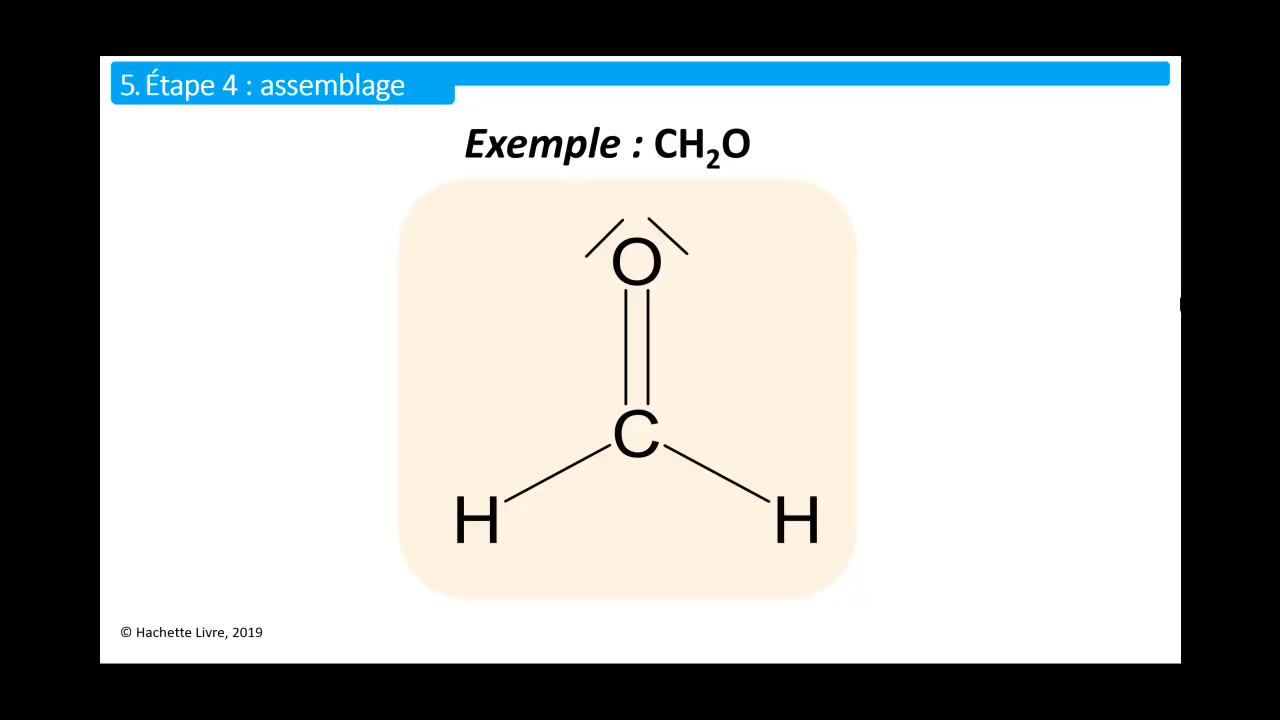 5. Étape 4 : assemblage
Exemple : CH₂O
O
C
H H
© Hachette Livre, 2019